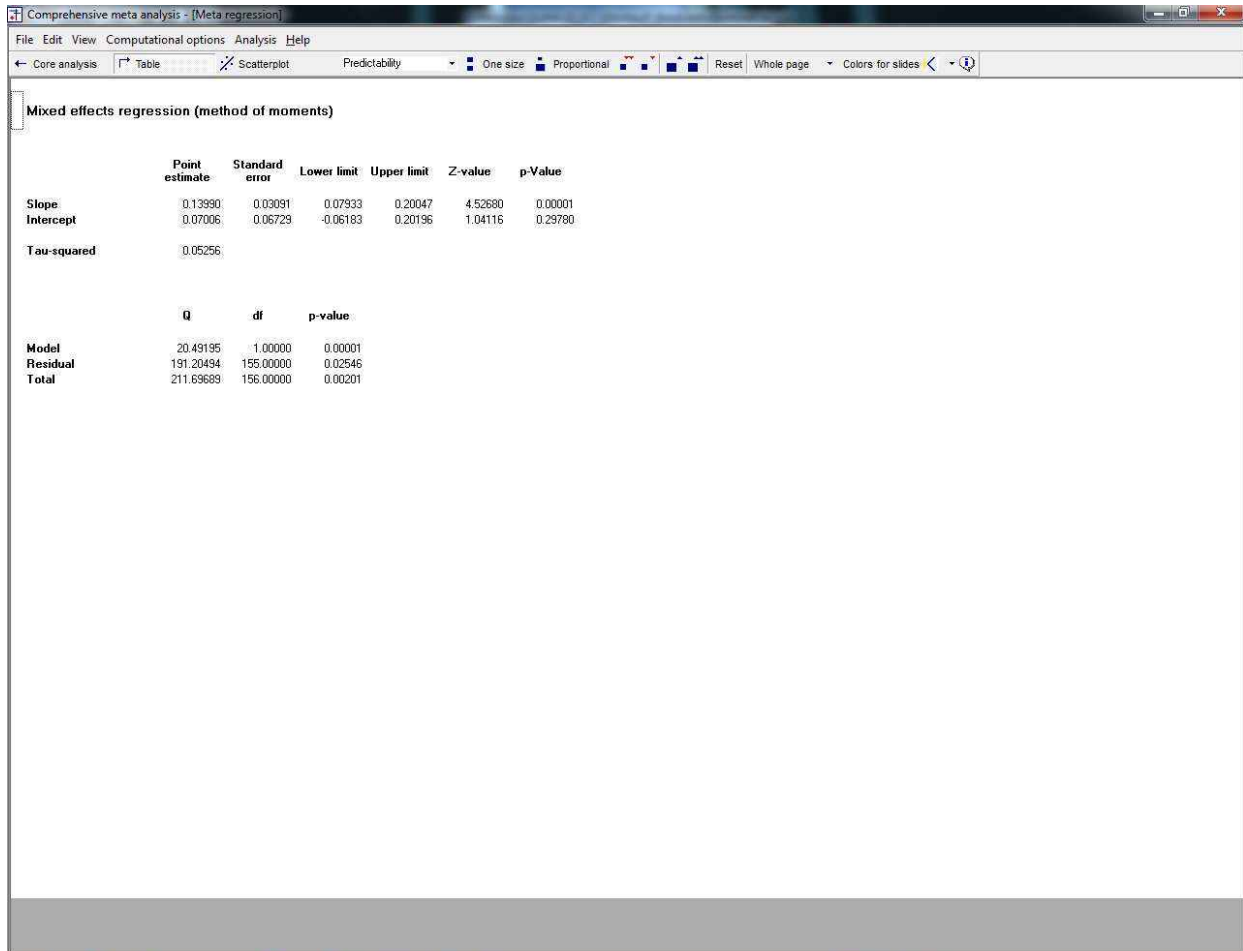 Comprehensive meta analysis - [Meta regression]
File Edit View Computational options Analysis Help
← Core analysis Table Scatterplot Predictability One size Proportional Reset Whole page Colors for slides
Mixed effects regression (method of moments)
Point estimate Standard error Lower limit Upper limit Z-value p-Value
Slope 0.13990 0.03091 0.07933 0.20047 4.52680 0.00001
Intercept 0.07006 0.06729 -0.06183 0.20196 1.04116 0.29780
Tau-squared 0.05256
Q df p-value
Model 20.49195 1.00000 0.00001
Residual 191.20494 155.00000 0.02546
Total 211.69689 156.00000 0.00201